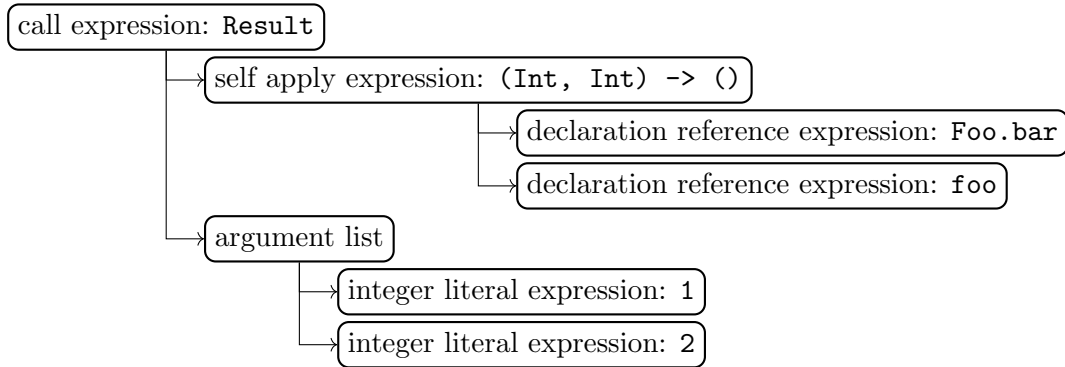 call expression: Result
self apply expression: (Int, Int) -> ()
declaration reference expression: Foo.bar
declaration reference expression: foo
argument list
integer literal expression: 1
integer literal expression: 2